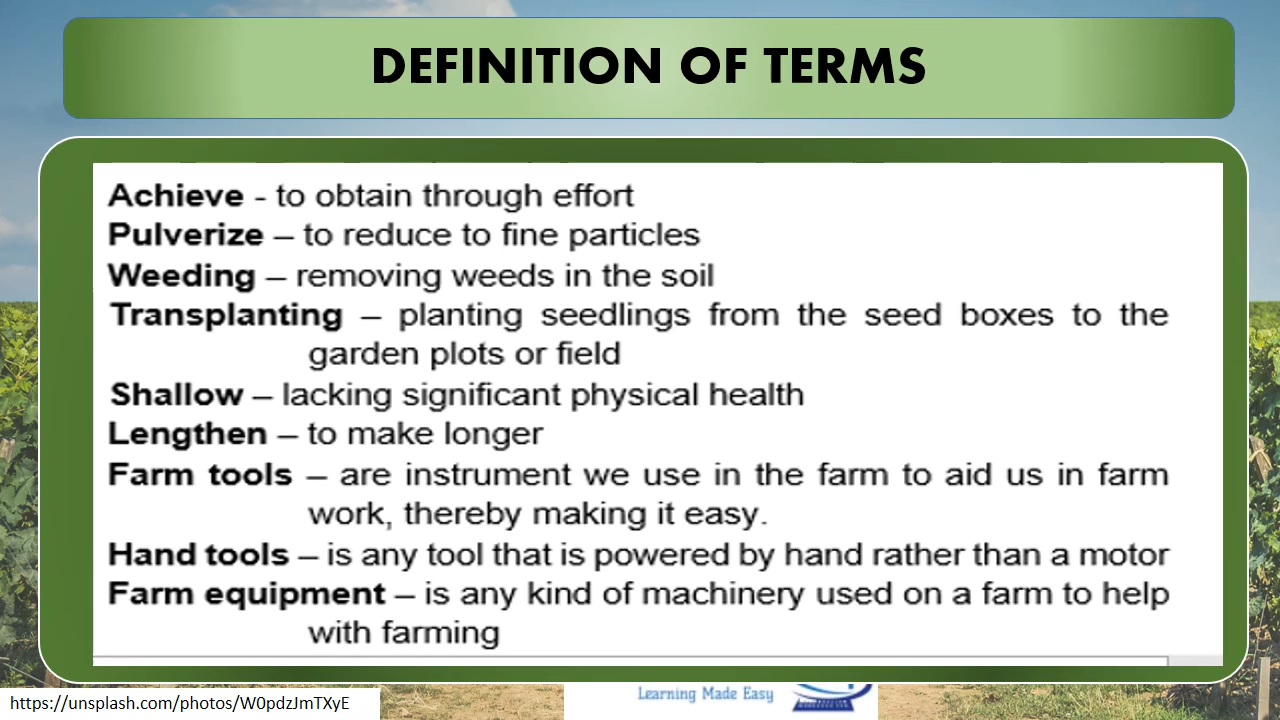 DEFINITION OF TERMS
Achieve - to obtain through effort
Pulverize – to reduce to fine particles
Weeding – removing weeds in the soil
Transplanting – planting seedlings from the seed boxes to the
garden plots or field
Shallow – lacking significant physical health
Lengthen – to make longer
Farm tools – are instrument we use in the farm to aid us in farm
work, thereby making it easy.
Hand tools – is any tool that is powered by hand rather than a motor
Farm equipment – is any kind of machinery used on a farm to help
with farming
https://unsplash.com/photos/W0pdzJmTXyE
Learning Made Easy